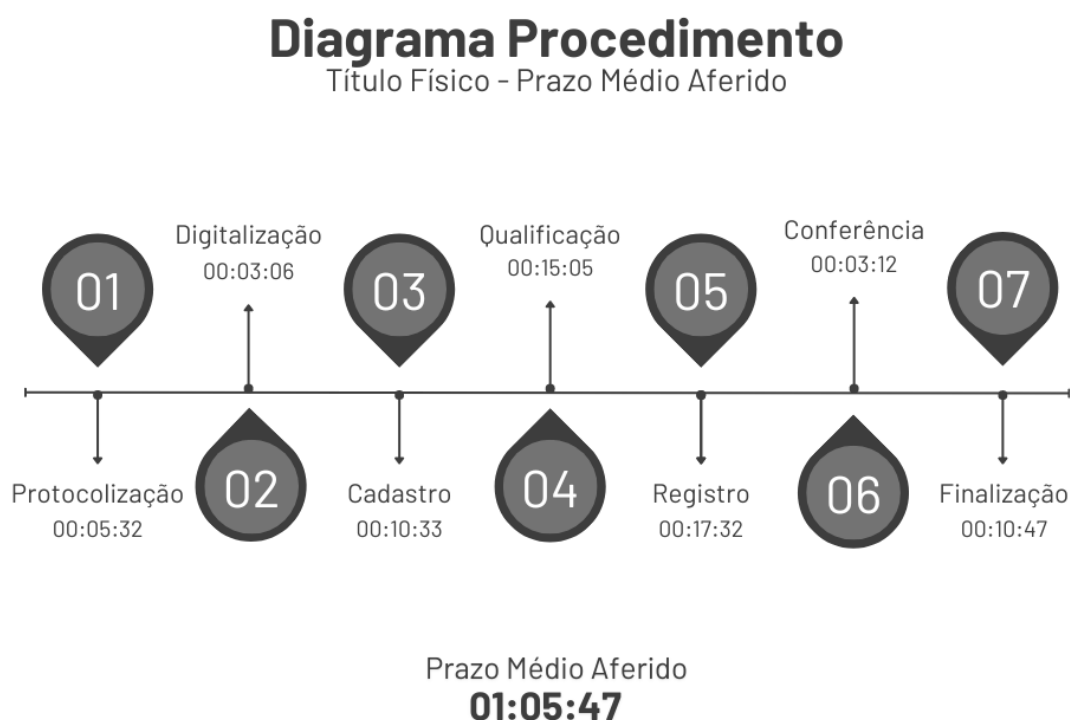 Diagrama Procedimento
Título Físico - Prazo Médio Aferido
01
Protocolização
00:05:32
Digitalização
00:03:06
02
03
Cadastro
00:10:33
Qualificação
00:15:05
04
05
Registro
00:17:32
Conferência
00:03:12
06
07
Finalização
00:10:47
Prazo Médio Aferido
01:05:47